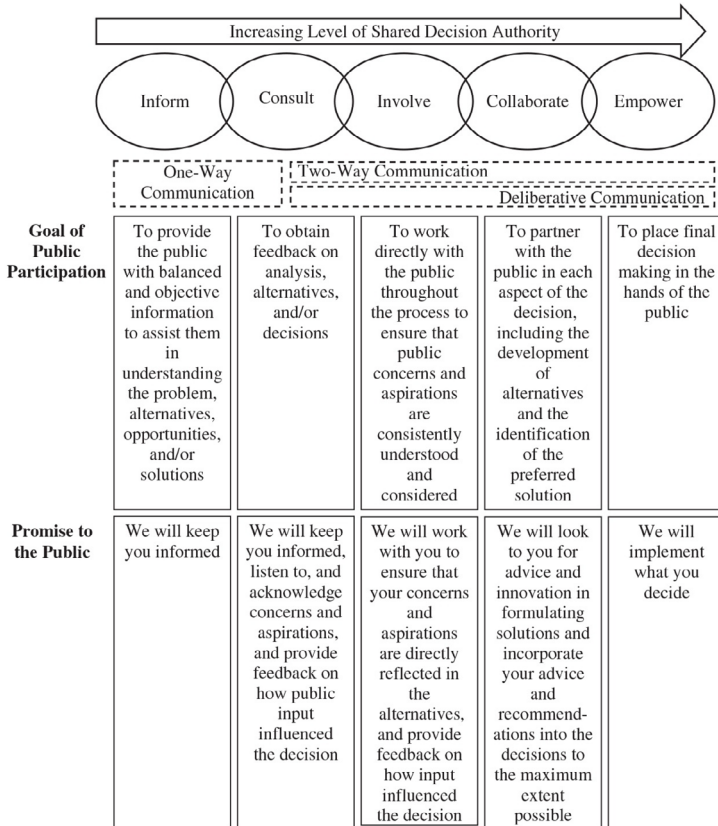 Increasing Level of Shared Decision Authority
Inform
Consult
Involve
Collaborate
Empower
One-Way
Communication
Two-Way Communication
Deliberative Communication
Goal of
Public
Participation
To provide
the public
with balanced
and objective
information
to assist them
in
understanding
the problem,
alternatives,
opportunities,
and/or
solutions
To obtain
feedback on
analysis,
alternatives,
and/or
decisions
To work
directly with
the public
throughout
the process to
ensure that
public
concerns and
aspirations
are
consistently
understood
and
considered
To partner
with the
public in each
aspect of the
decision,
including the
development
of
alternatives
and the
identification
of the
preferred
solution
To place final
decision
making in the
hands of the
public
Promise to
the Public
We will keep
you informed
We will keep
you informed,
listen to, and
acknowledge
concerns and
aspirations,
and provide
feedback on
how public
input
influenced
the decision
We will work
with you to
ensure that
your concerns
and
aspirations
are directly
reflected in
the
alternatives,
and provide
feedback on
how input
influenced
the decision
We will look
to you for
advice and
innovation in
formulating
solutions and
incorporate
your advice
and
recommend-
ations into the
decisions to
the maximum
extent
possible
We will
implement
what you
decide